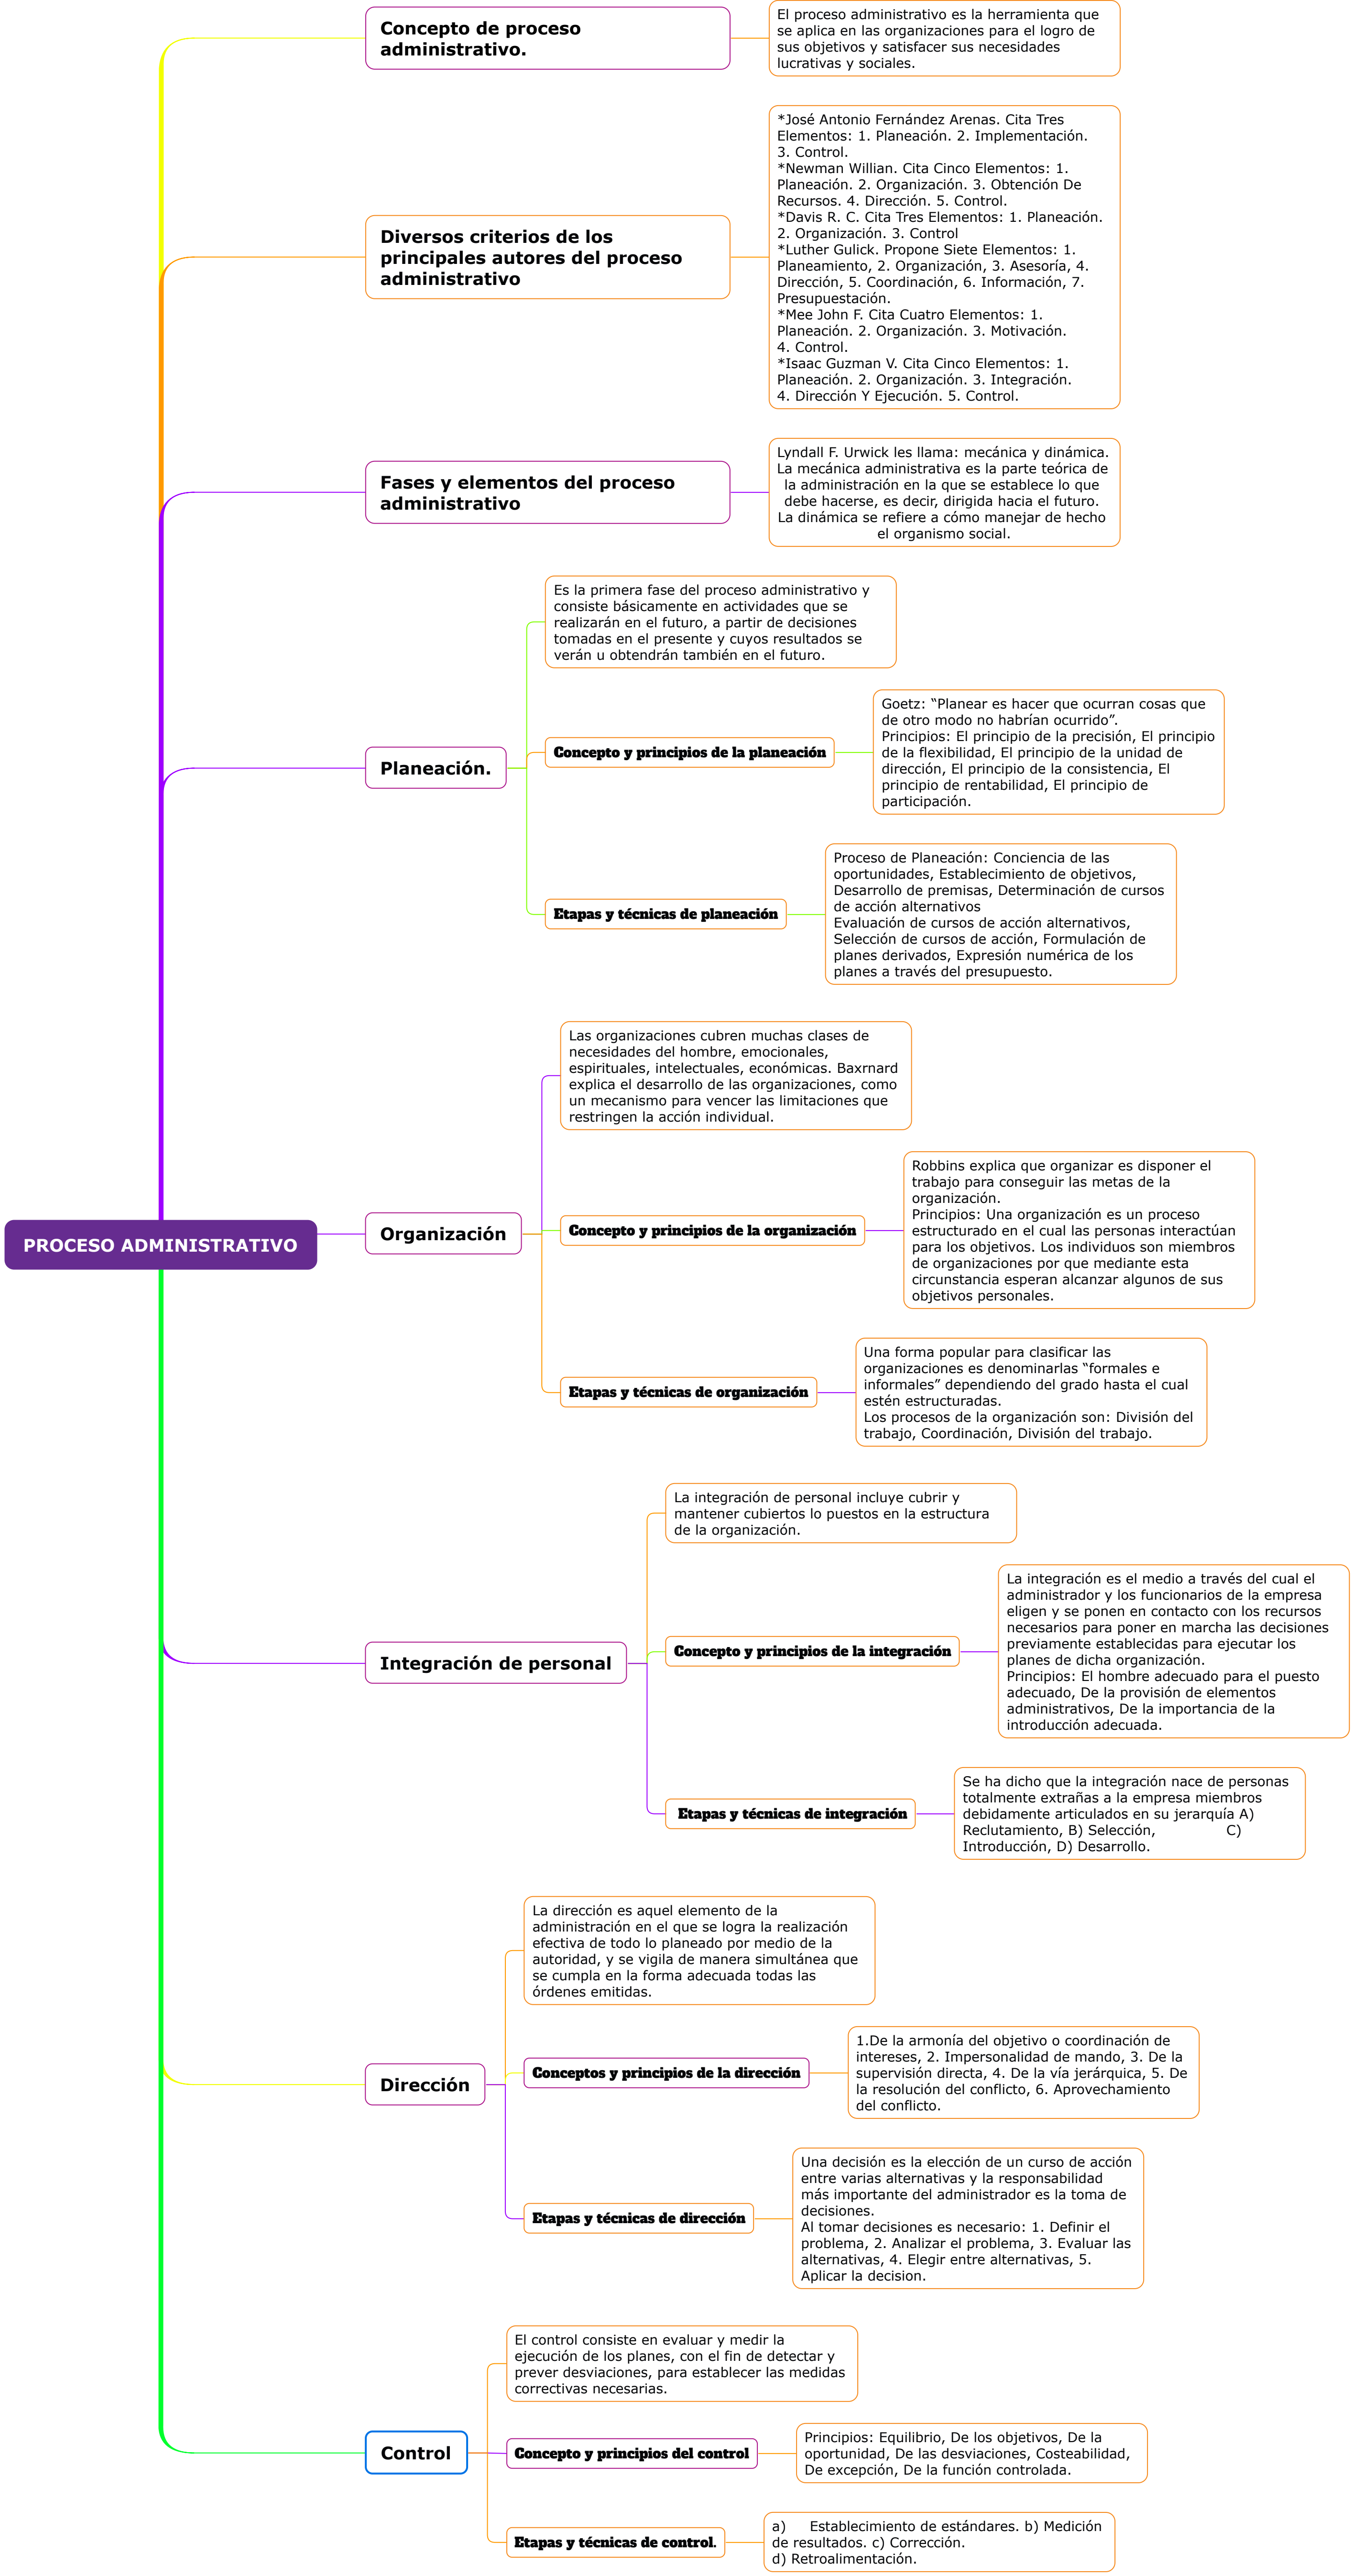 Concepto de proceso
administrativo.
El proceso administrativo es la herramienta que
se aplica en las organizaciones para el logro de
sus objetivos y satisfacer sus necesidades
lucrativas y sociales.
Diversos criterios de los
principales autores del proceso
administrativo
*José Antonio Fernández Arenas. Cita Tres
Elementos: 1. Planeación. 2. Implementación.
3. Control.
*Newman Willian. Cita Cinco Elementos: 1.
Planeación. 2. Organización. 3. Obtención De
Recursos. 4. Dirección. 5. Control.
*Davis R. C. Cita Tres Elementos: 1. Planeación.
2. Organización. 3. Control
*Luther Gulick. Propone Siete Elementos: 1.
Planeamiento, 2. Organización, 3. Asesoría, 4.
Dirección, 5. Coordinación, 6. Información, 7.
Presupuestación.
*Mee John F. Cita Cuatro Elementos: 1.
Planeación. 2. Organización. 3. Motivación.
4. Control.
*Isaac Guzman V. Cita Cinco Elementos: 1.
Planeación. 2. Organización. 3. Integración.
4. Dirección Y Ejecución. 5. Control.
Fases y elementos del proceso
administrativo
Lyndall F. Urwick les llama: mecánica y dinámica.
La mecánica administrativa es la parte teórica de
la administración en la que se establece lo que
debe hacerse, es decir, dirigida hacia el futuro.
La dinámica se refiere a cómo manejar de hecho
el organismo social.
Planeación.
Es la primera fase del proceso administrativo y
consiste básicamente en actividades que se
realizarán en el futuro, a partir de decisiones
tomadas en el presente y cuyos resultados se
verán u obtendrán también en el futuro.
Concepto y principios de la planeación
Goetz: “Planear es hacer que ocurran cosas que
de otro modo no habrían ocurrido”.
Principios: El principio de la precisión, El principio
de la flexibilidad, El principio de la unidad de
dirección, El principio de la consistencia, El
principio de rentabilidad, El principio de
participación.
Etapas y técnicas de planeación
Proceso de Planeación: Conciencia de las
oportunidades, Establecimiento de objetivos,
Desarrollo de premisas, Determinación de cursos
de acción alternativos
Evaluación de cursos de acción alternativos,
Selección de cursos de acción, Formulación de
planes derivados, Expresión numérica de los
planes a través del presupuesto.
PROCESO ADMINISTRATIVO
Organización
Las organizaciones cubren muchas clases de
necesidades del hombre, emocionales,
espirituales, intelectuales, económicas. Baxrnard
explica el desarrollo de las organizaciones, como
un mecanismo para vencer las limitaciones que
restringen la acción individual.
Concepto y principios de la organización
Robbins explica que organizar es disponer el
trabajo para conseguir las metas de la
organización.
Principios: Una organización es un proceso
estructurado en el cual las personas interactúan
para los objetivos. Los individuos son miembros
de organizaciones por que mediante esta
circunstancia esperan alcanzar algunos de sus
objetivos personales.
Etapas y técnicas de organización
Una forma popular para clasificar las
organizaciones es denominarlas “formales e
informales” dependiendo del grado hasta el cual
estén estructuradas.
Los procesos de la organización son: División del
trabajo, Coordinación, División del trabajo.
Integración de personal
La integración de personal incluye cubrir y
mantener cubiertos lo puestos en la estructura
de la organización.
Concepto y principios de la integración
La integración es el medio a través del cual el
administrador y los funcionarios de la empresa
eligen y se ponen en contacto con los recursos
necesarios para poner en marcha las decisiones
previamente establecidas para ejecutar los
planes de dicha organización.
Principios: El hombre adecuado para el puesto
adecuado, De la provisión de elementos
administrativos, De la importancia de la
introducción adecuada.
Etapas y técnicas de integración
Se ha dicho que la integración nace de personas
totalmente extrañas a la empresa miembros
debidamente articulados en su jerarquía A)
Reclutamiento, B) Selección, C)
Introducción, D) Desarrollo.
Dirección
La dirección es aquel elemento de la
administración en el que se logra la realización
efectiva de todo lo planeado por medio de la
autoridad, y se vigila de manera simultánea que
se cumpla en la forma adecuada todas las
órdenes emitidas.
Conceptos y principios de la dirección
1.De la armonía del objetivo o coordinación de
intereses, 2. Impersonalidad de mando, 3. De la
supervisión directa, 4. De la vía jerárquica, 5. De
la resolución del conflicto, 6. Aprovechamiento
del conflicto.
Etapas y técnicas de dirección
Una decisión es la elección de un curso de acción
entre varias alternativas y la responsabilidad
más importante del administrador es la toma de
decisiones.
Al tomar decisiones es necesario: 1. Definir el
problema, 2. Analizar el problema, 3. Evaluar las
alternativas, 4. Elegir entre alternativas, 5.
Aplicar la decision.
Control
El control consiste en evaluar y medir la
ejecución de los planes, con el fin de detectar y
prever desviaciones, para establecer las medidas
correctivas necesarias.
Concepto y principios del control
Principios: Equilibrio, De los objetivos, De la
oportunidad, De las desviaciones, Costeabilidad,
De excepción, De la función controlada.
Etapas y técnicas de control.
a) Establecimiento de estándares. b) Medición
de resultados. c) Corrección.
d) Retroalimentación.